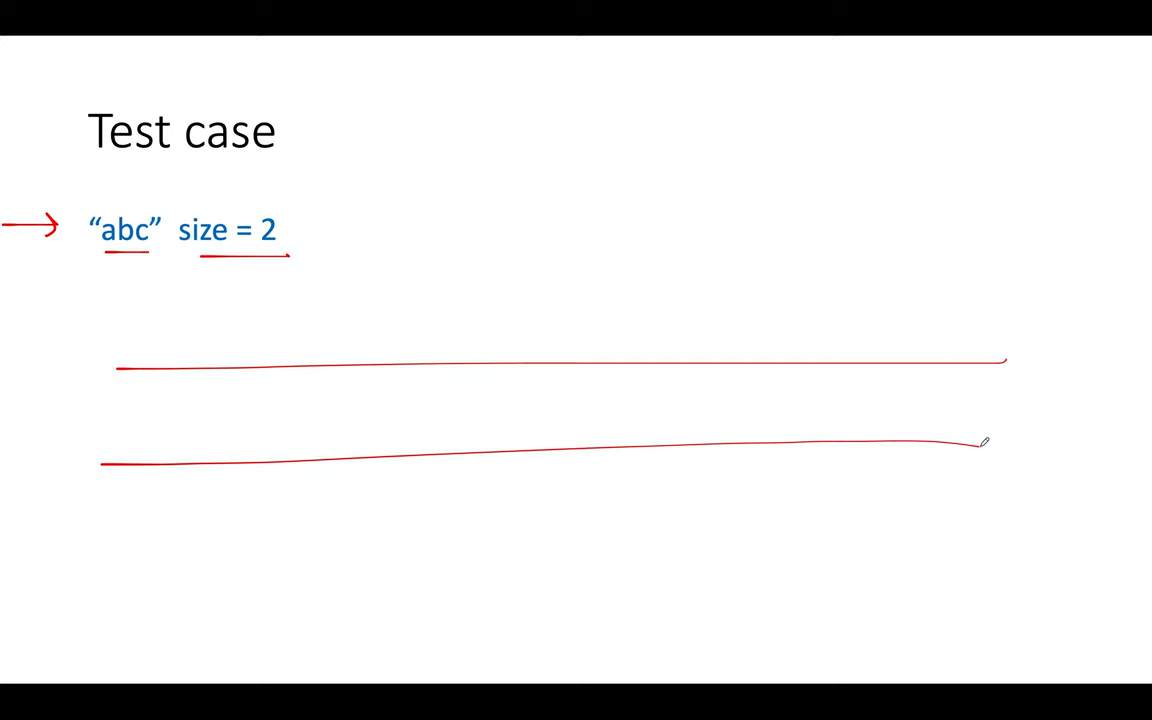 Test case
“abc” size = 2